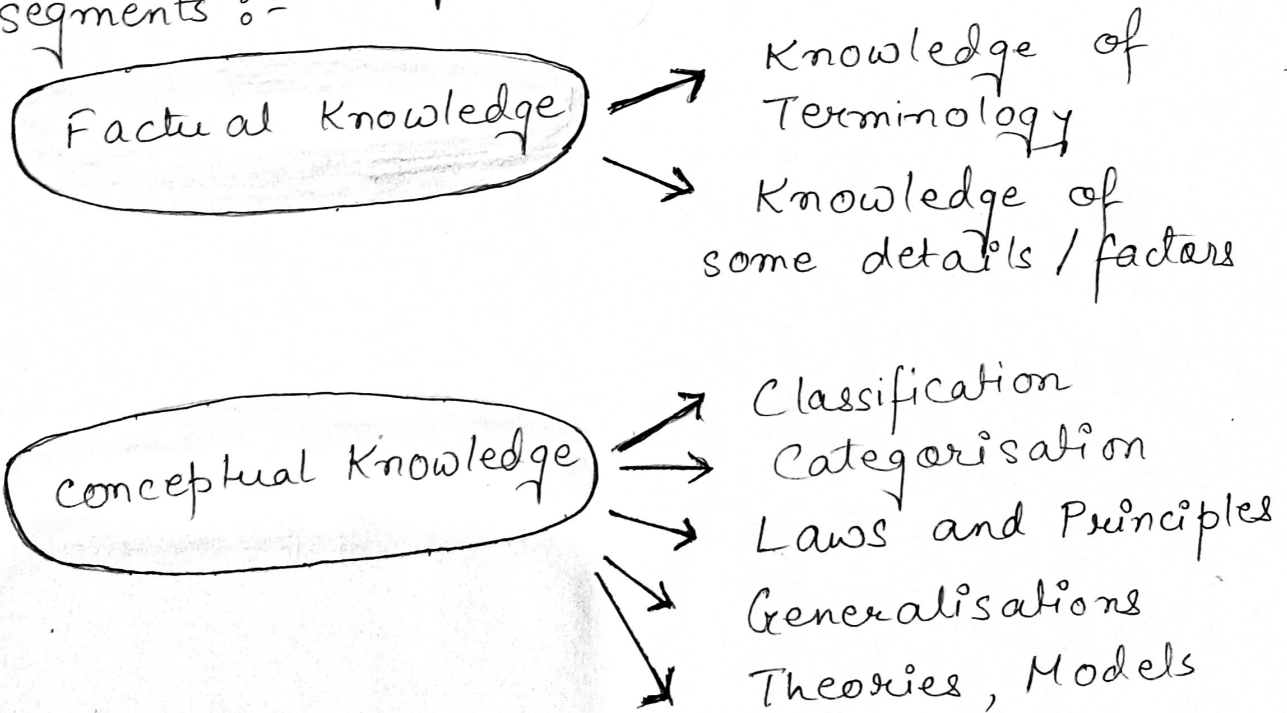 segments :-
Factual Knowledge
Knowledge of
Terminology
Knowledge of
some details / factors
Conceptual Knowledge
Classification
Categorisation
Laws and Principles
Generalisations
Theories, Models